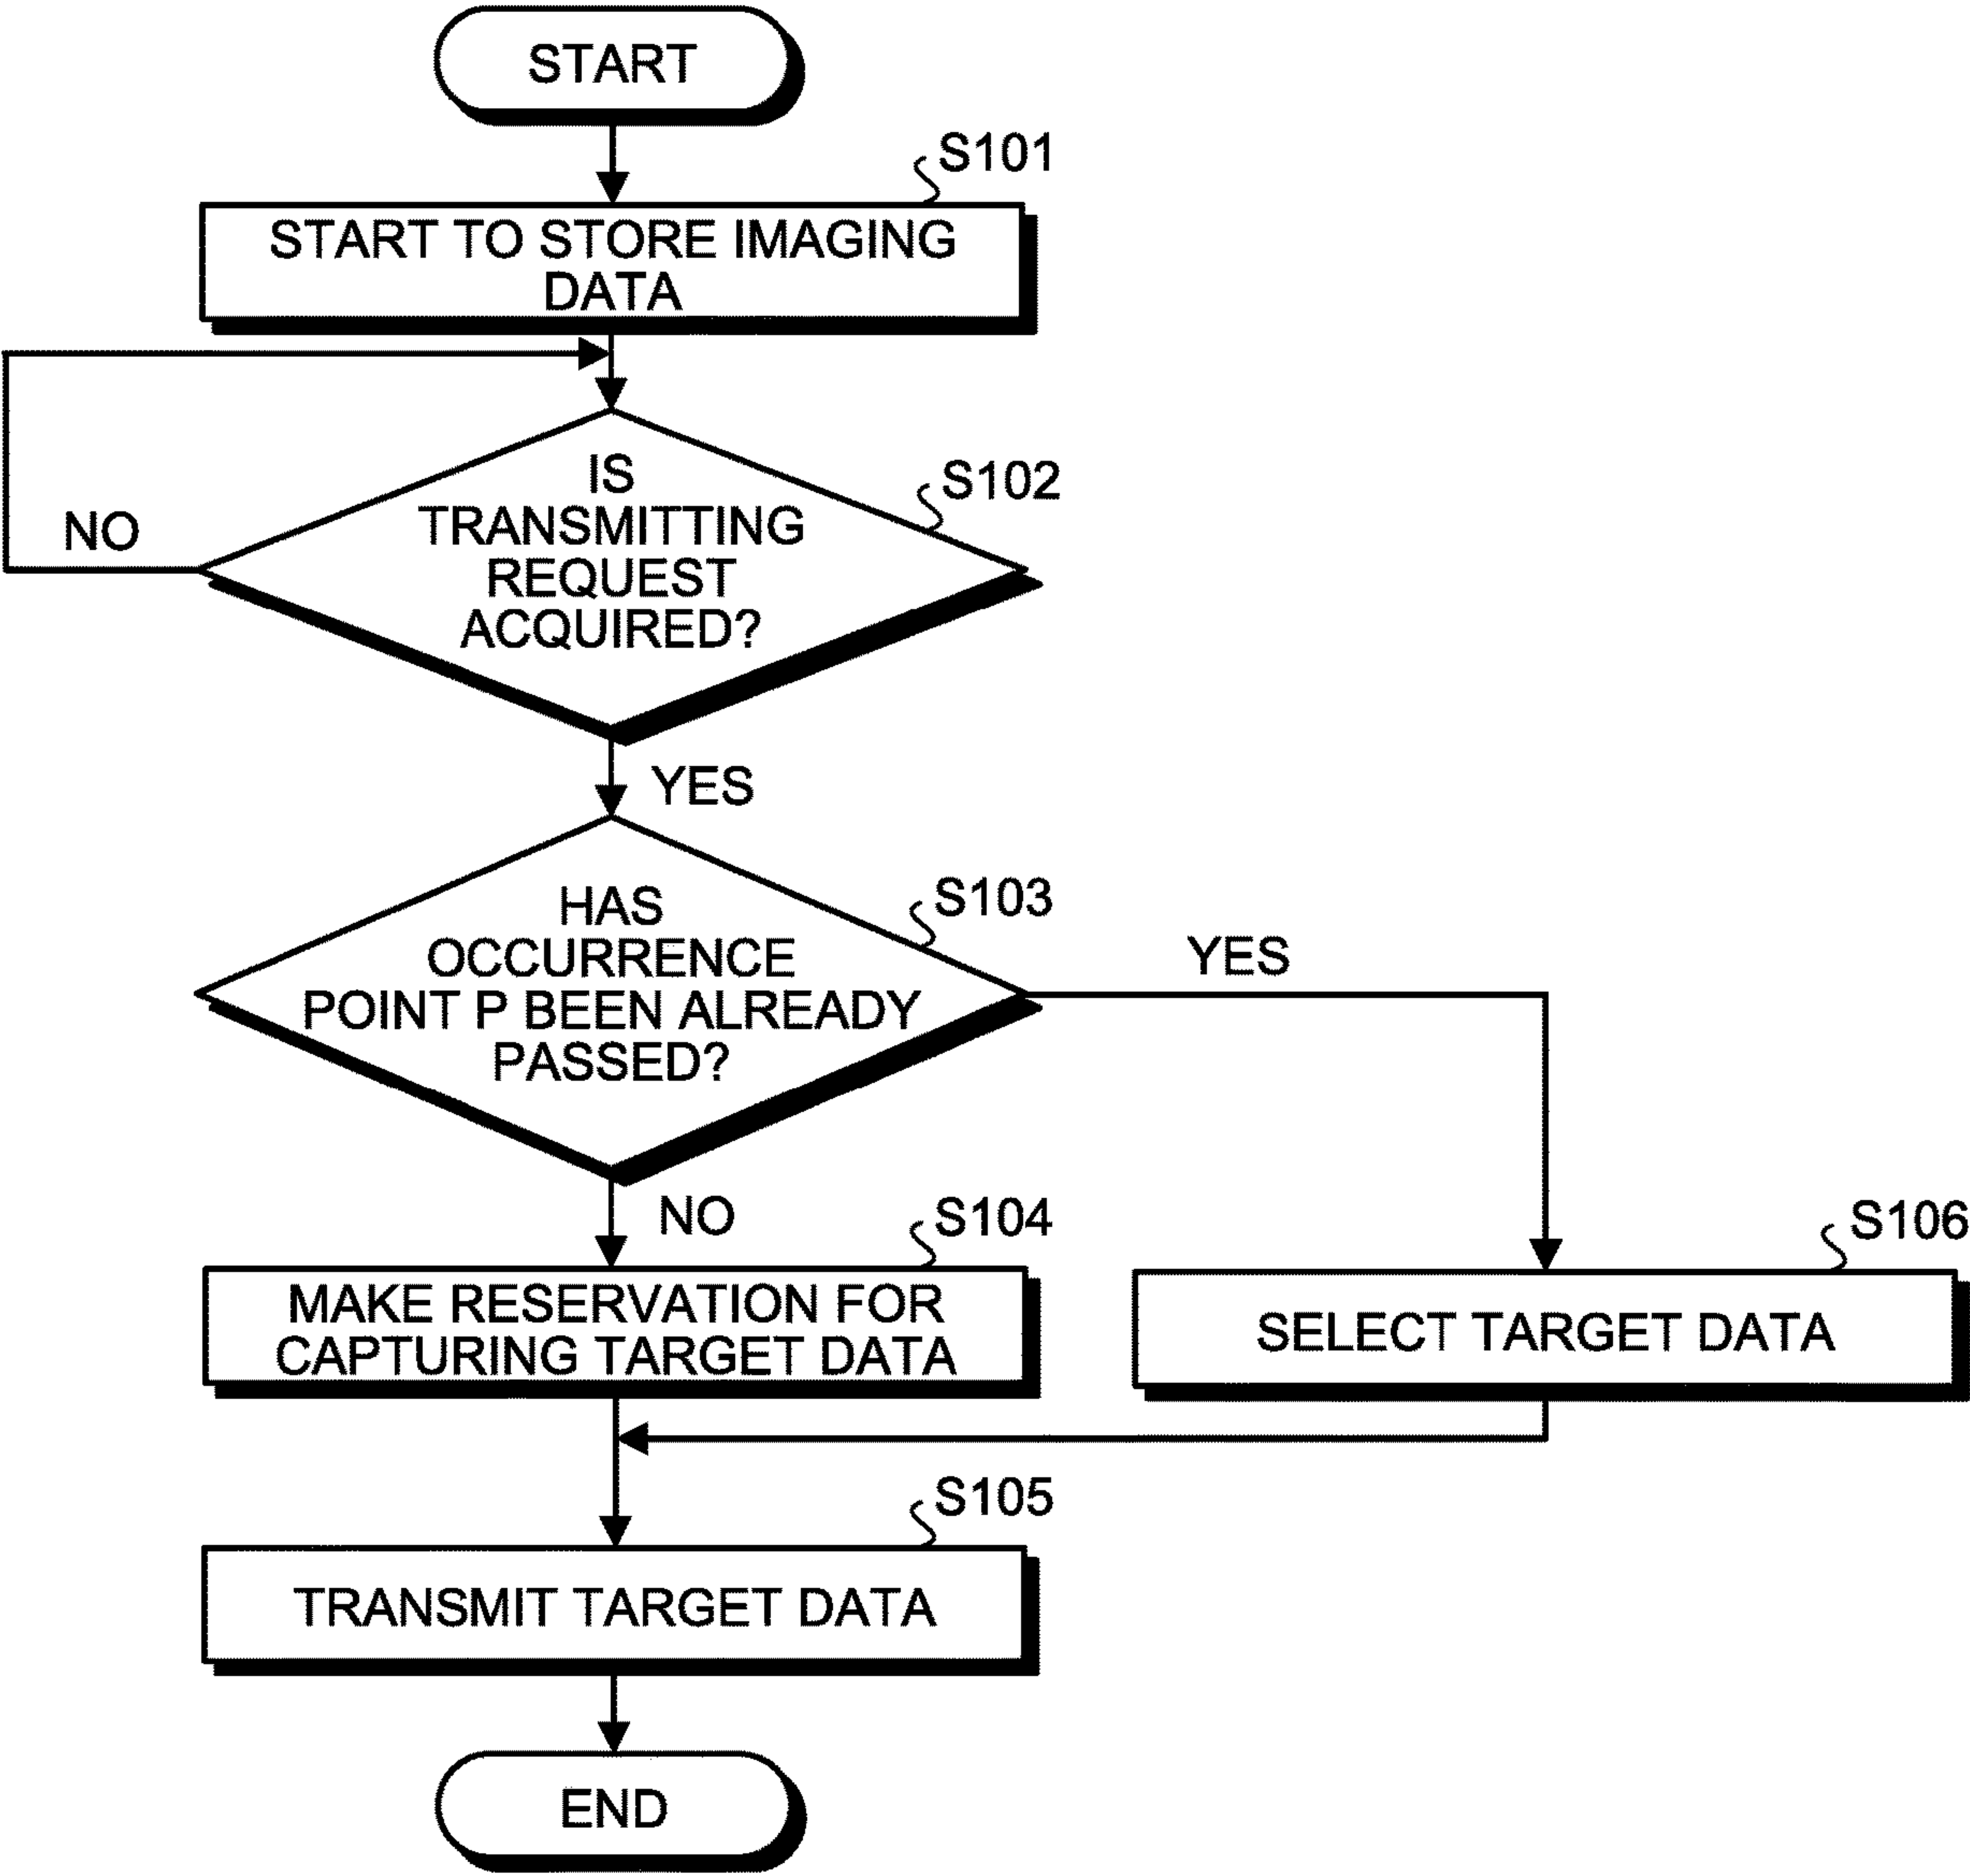 START
S101
START TO STORE IMAGING
DATA
S102
IS
TRANSMITTING
REQUEST
ACQUIRED?
NO
YES
S103
HAS
OCCURRENCE
POINT P BEEN ALREADY
PASSED?
YES
NO
S104
MAKE RESERVATION FOR
CAPTURING TARGET DATA
S106
SELECT TARGET DATA
S105
TRANSMIT TARGET DATA
END